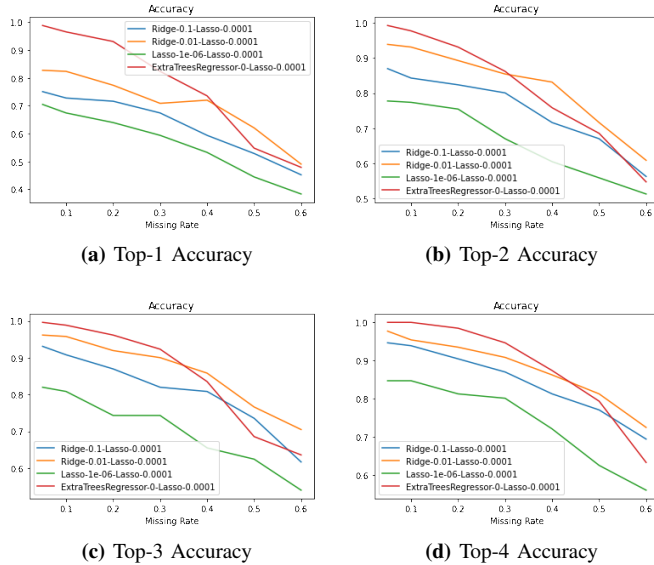 Accuracy
1.0
0.9
0.8
0.7
0.6
0.5
0.4
Ridge-0.1-Lasso-0.0001
Ridge-0.01-Lasso-0.0001
Lasso-1e-06-Lasso-0.0001
ExtraTreesRegressor-0-Lasso-0.0001
0.1 0.2 0.3 0.4 0.5 0.6
Missing Rate
(a) Top-1 Accuracy
Accuracy
1.0
0.9
0.8
0.7
0.6
0.5
Ridge-0.1-Lasso-0.0001
Ridge-0.01-Lasso-0.0001
Lasso-1e-06-Lasso-0.0001
ExtraTreesRegressor-0-Lasso-0.0001
0.1 0.2 0.3 0.4 0.5 0.6
Missing Rate
(b) Top-2 Accuracy
Accuracy
1.0
0.9
0.8
0.7
0.6
Ridge-0.1-Lasso-0.0001
Ridge-0.01-Lasso-0.0001
Lasso-1e-06-Lasso-0.0001
ExtraTreesRegressor-0-Lasso-0.0001
0.1 0.2 0.3 0.4 0.5 0.6
Missing Rate
(c) Top-3 Accuracy
Accuracy
1.0
0.9
0.8
0.7
0.6
Ridge-0.1-Lasso-0.0001
Ridge-0.01-Lasso-0.0001
Lasso-1e-06-Lasso-0.0001
ExtraTreesRegressor-0-Lasso-0.0001
0.1 0.2 0.3 0.4 0.5 0.6
Missing Rate
(d) Top-4 Accuracy